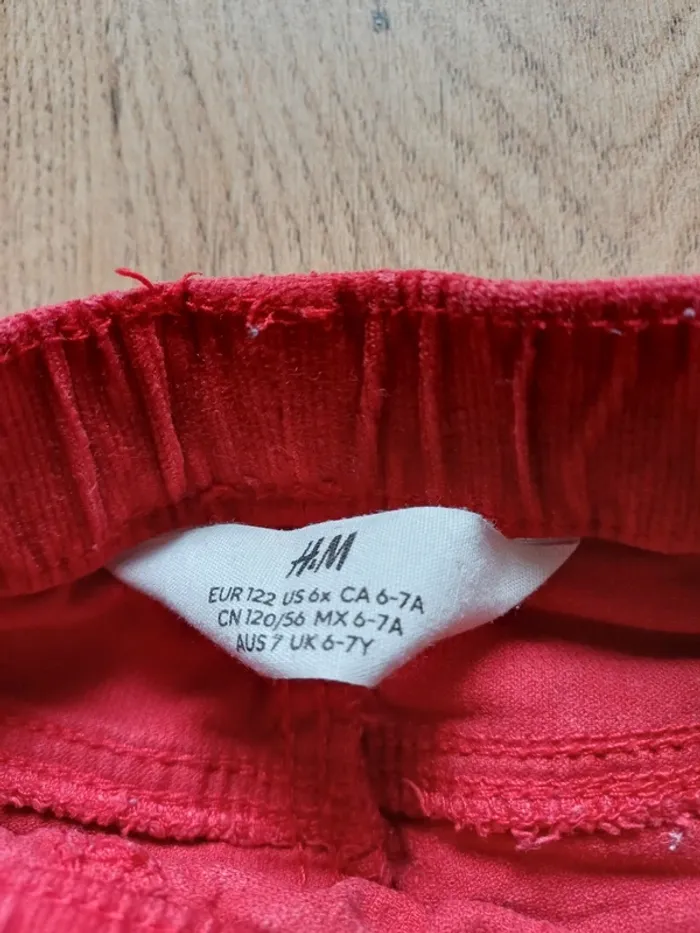 H&M
EUR 122 US 6x CA 6-7A
CN 120/56 MX 6-7A
AUS 7 UK 6-7Y